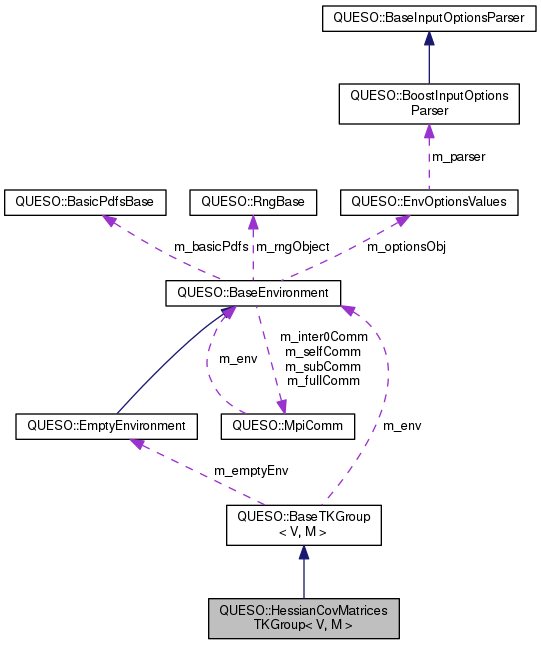 QUESO::BaseInputOptionsParser
QUESO::BoostInputOptions
Parser
m_parser
QUESO::BasicPdfsBase
QUESO::RngBase
QUESO::EnvOptionsValues
m_basicPdfs
m_rngObject
m_optionsObj
QUESO::BaseEnvironment
m_inter0Comm
m_selfComm
m_subComm
m_fullComm
m_env
QUESO::EmptyEnvironment
QUESO::MpiComm
m_env
m_emptyEnv
QUESO::BaseTKGroup
< V, M >
QUESO::HessianCovMatrices
TKGroup< V, M >